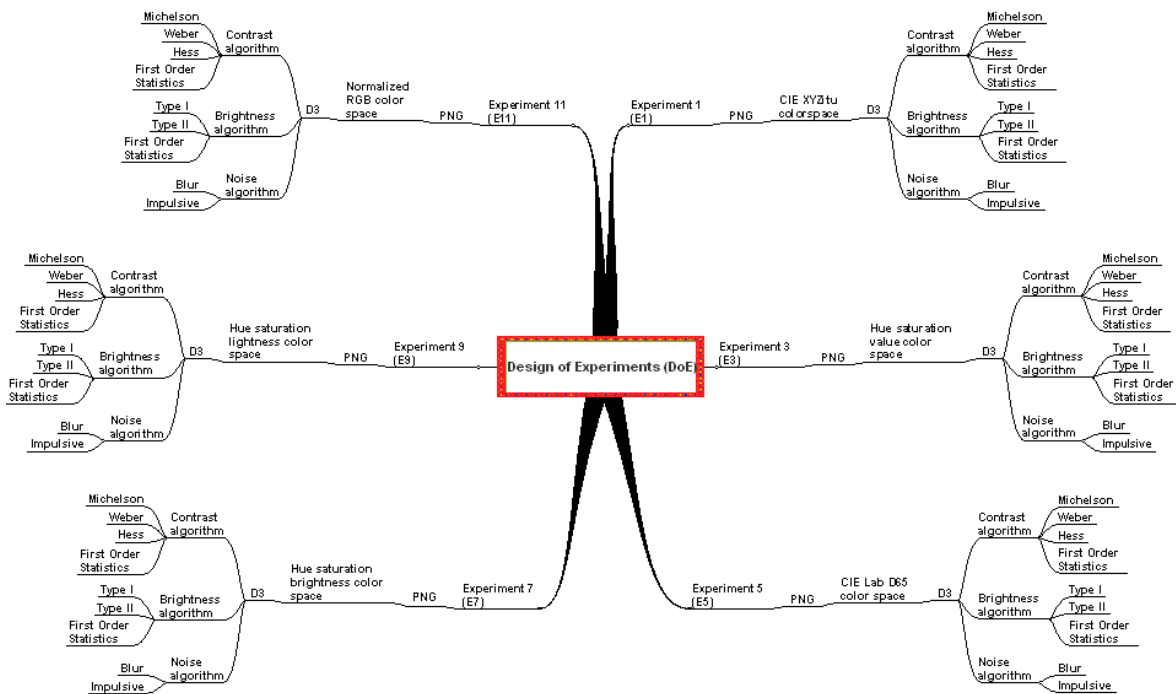 Design of Experiments (DoE)
Experiment 1
(E1)
PNG
CIE XYZitu
colorspace
D3
Contrast
algorithm
Michelson
Weber
Hess
First Order
Statistics
Brightness
algorithm
Type I
Type II
First Order
Statistics
Noise
algorithm
Blur
Impulsive
Experiment 3
(E3)
PNG
Hue saturation
value color
space
D3
Contrast
algorithm
Michelson
Weber
Hess
First Order
Statistics
Brightness
algorithm
Type I
Type II
First Order
Statistics
Noise
algorithm
Blur
Impulsive
Experiment 5
(E5)
PNG
CIE Lab D65
color space
D3
Contrast
algorithm
Michelson
Weber
Hess
First Order
Statistics
Brightness
algorithm
Type I
Type II
First Order
Statistics
Noise
algorithm
Blur
Impulsive
Experiment 7
(E7)
PNG
Hue saturation
brightness color
space
D3
Contrast
algorithm
Michelson
Weber
Hess
First Order
Statistics
Brightness
algorithm
Type I
Type II
First Order
Statistics
Noise
algorithm
Blur
Impulsive
Experiment 9
(E9)
PNG
Hue saturation
lightness color
space
D3
Contrast
algorithm
Michelson
Weber
Hess
First Order
Statistics
Brightness
algorithm
Type I
Type II
First Order
Statistics
Noise
algorithm
Blur
Impulsive
Experiment 11
(E11)
PNG
Normalized
RGB color
space
D3
Contrast
algorithm
Michelson
Weber
Hess
First Order
Statistics
Brightness
algorithm
Type I
Type II
First Order
Statistics
Noise
algorithm
Blur
Impulsive